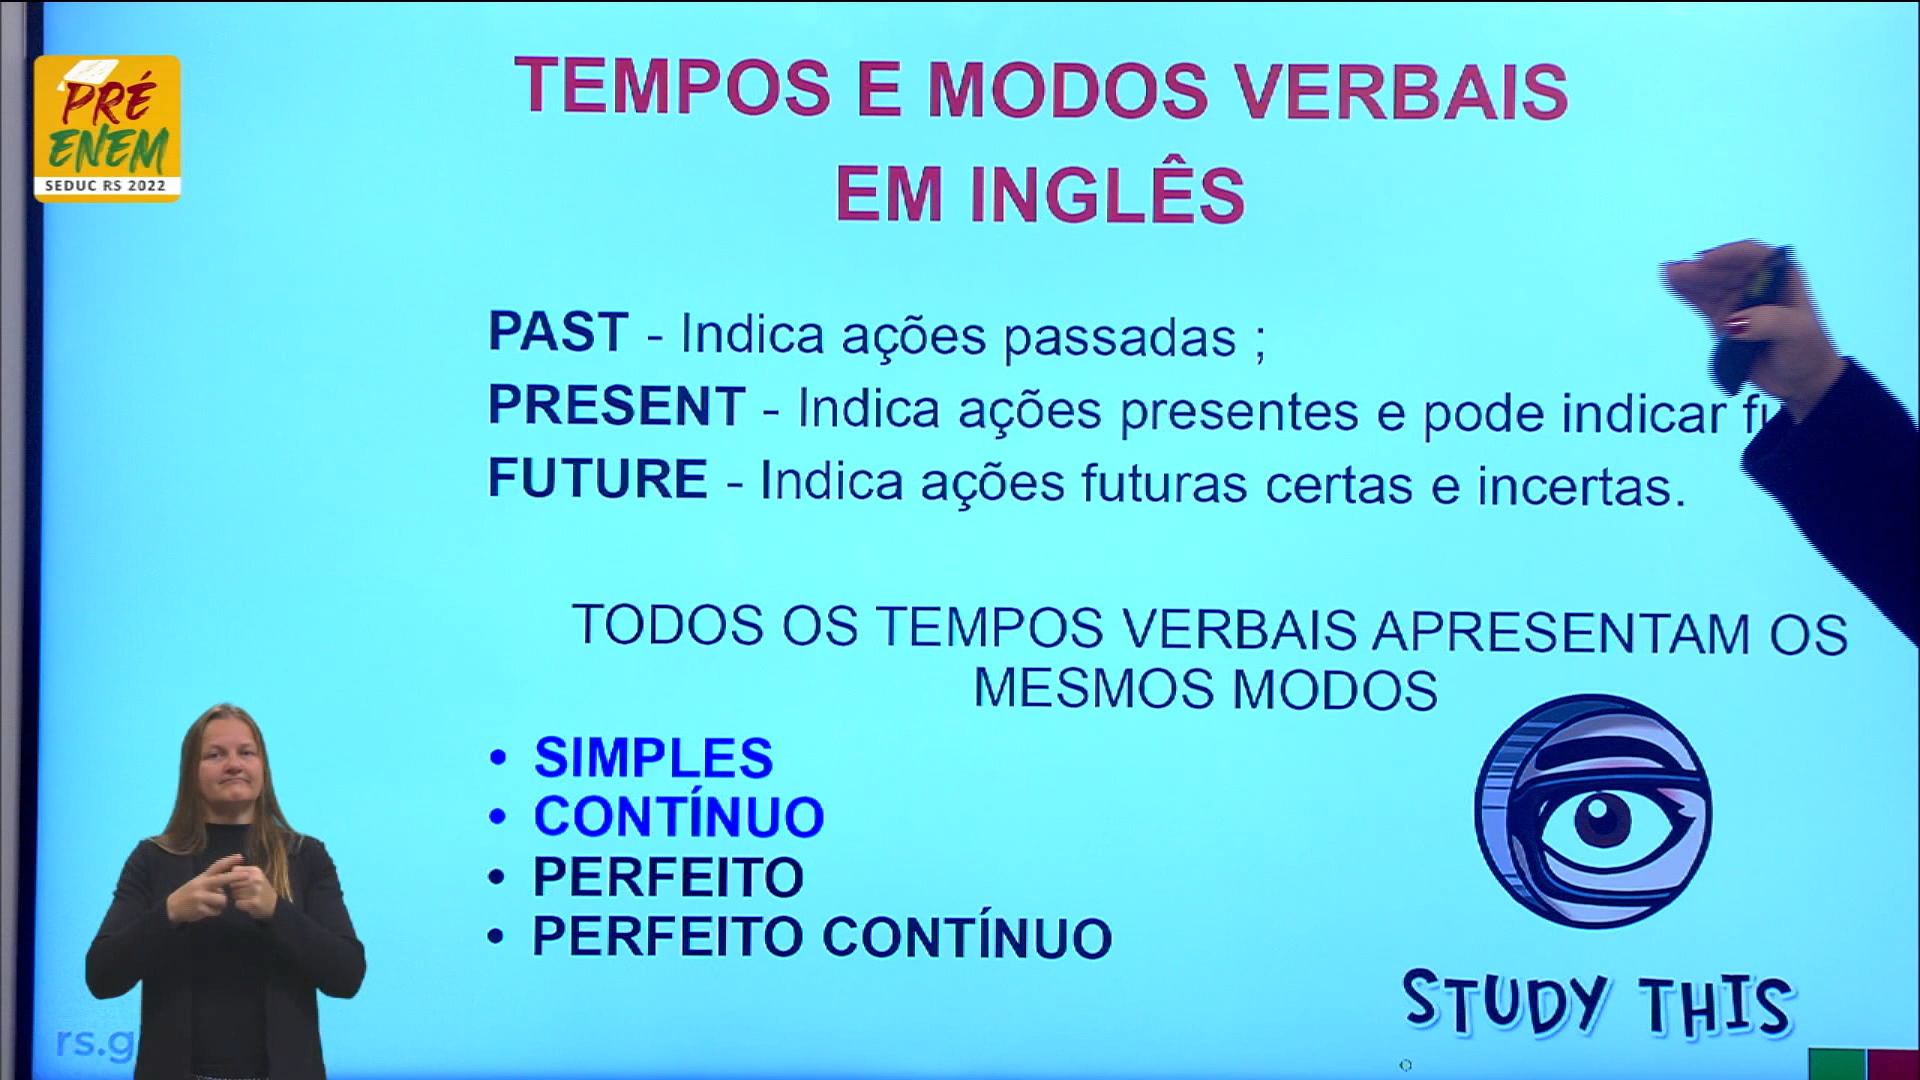 PRÉ
ENEM
SEDUC RS 2022
TEMPOS E MODOS VERBAIS
EM INGLÊS
PAST - Indica ações passadas ;
PRESENT - Indica ações presentes e pode indicar
FUTURE - Indica ações futuras certas e incertas.
TODOS OS TEMPOS VERBAIS APRESENTAM OS
MESMOS MODOS
• SIMPLES
• CONTÍNUO
• PERFEITO
• PERFEITO CONTÍNUO
STUDY THIS
rs.g